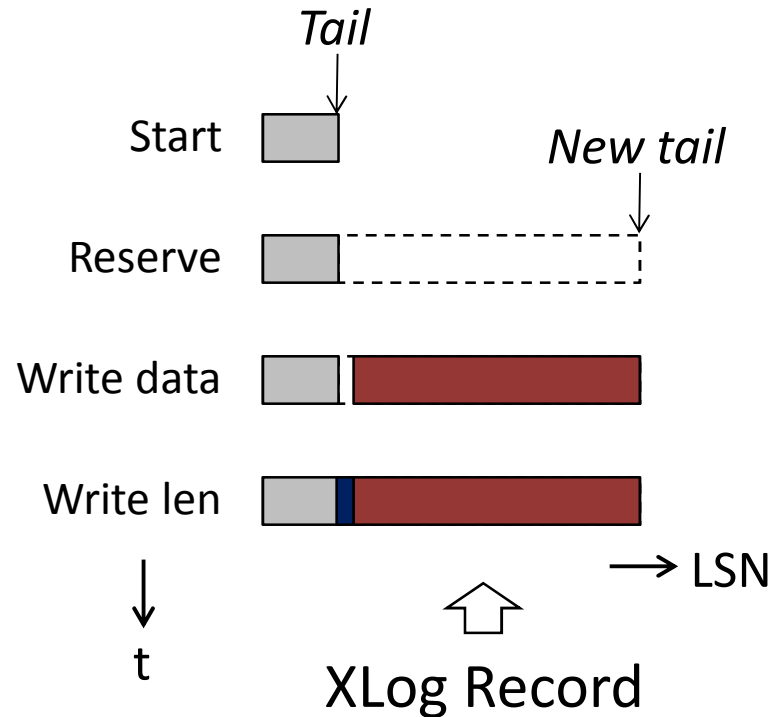 Tail
Start
New tail
Reserve
Write data
Write len
LSN
t
XLog Record